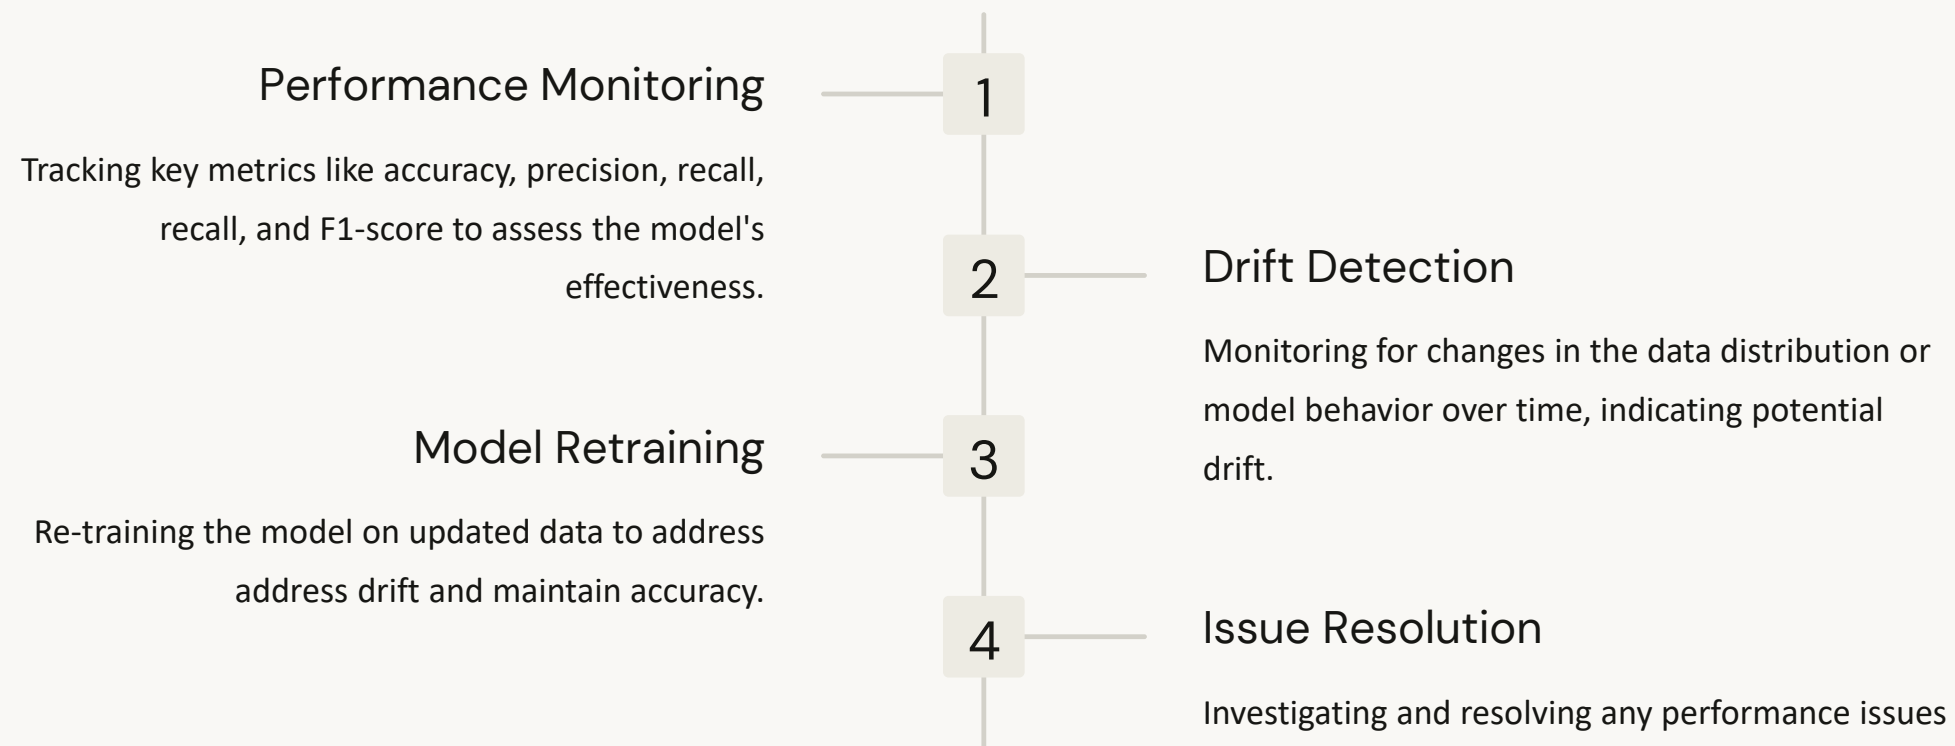 Performance Monitoring
1
Tracking key metrics like accuracy, precision, recall,
recall, and F1-score to assess the model's
effectiveness.
2
Drift Detection
Monitoring for changes in the data distribution or
model behavior over time, indicating potential
drift.
Model Retraining
3
Re-training the model on updated data to address
address drift and maintain accuracy.
4
Issue Resolution
Investigating and resolving any performance issues